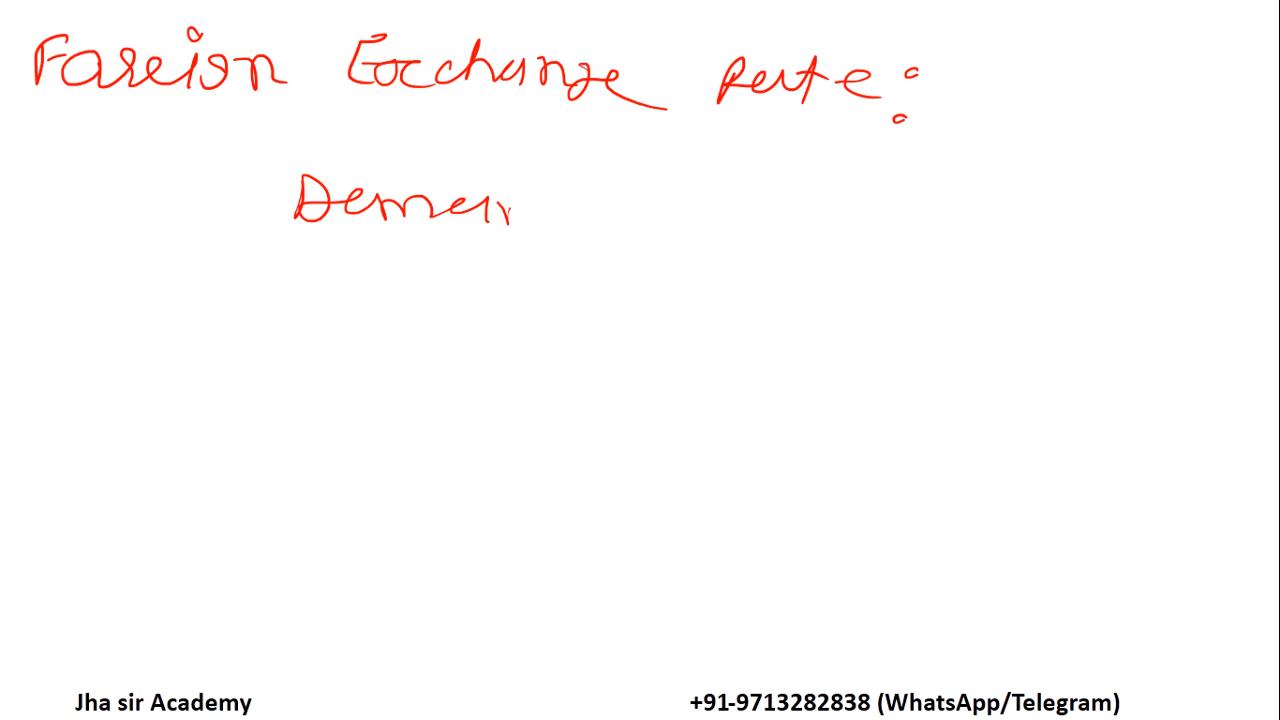 Foreign Exchange Rate:
Deman
Jha sir Academy
+91-9713282838 (WhatsApp/Telegram)